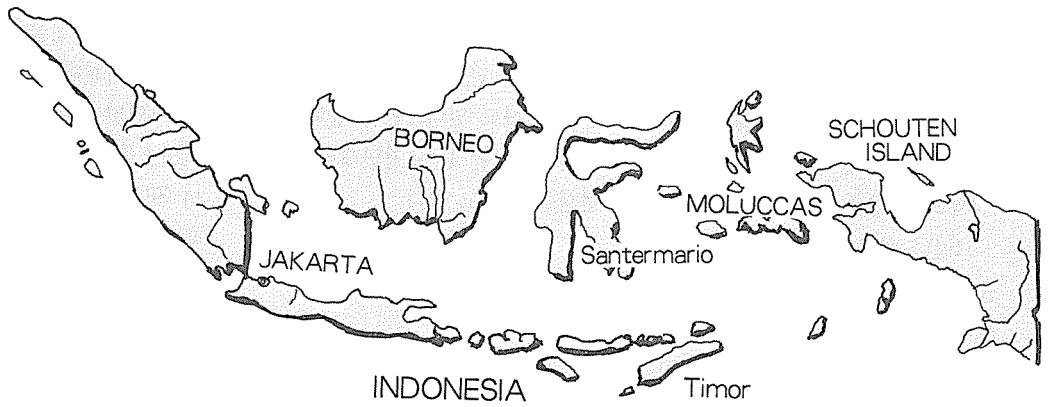 SCHOUTEN
ISLAND
BORNEO
MOLUCCAS
Santermario
JAKARTA
INDONESIA
Timor